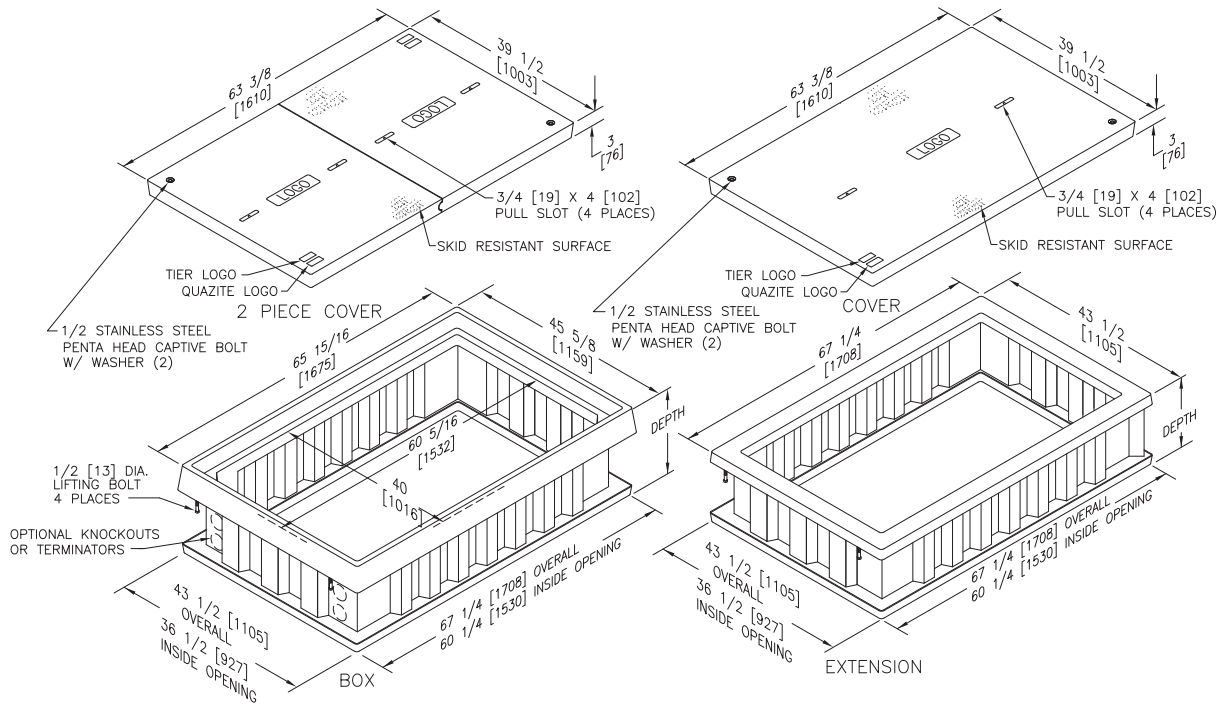 63 3/8
[1610]
39 1/2
[1003]
3
[76]
LOGO
LOGO
3/4 [19] X 4 [102]
PULL SLOT (4 PLACES)
SKID RESISTANT SURFACE
TIER LOGO
QUAZITE LOGO
2 PIECE COVER
1/2 STAINLESS STEEL
PENTA HEAD CAPTIVE BOLT
W/ WASHER (2)
63 3/8
[1610]
39 1/2
[1003]
3
[76]
LOGO
3/4 [19] X 4 [102]
PULL SLOT (4 PLACES)
SKID RESISTANT SURFACE
TIER LOGO
QUAZITE LOGO
COVER
1/2 STAINLESS STEEL
PENTA HEAD CAPTIVE BOLT
W/ WASHER (2)
65 15/16
[1675]
45 5/8
[1159]
DEPTH
60 5/16
[1532]
40
[1016]
1/2 [13] DIA.
LIFTING BOLT
4 PLACES
OPTIONAL KNOCKOUTS
OR TERMINATORS
43 1/2 [1105]
OVERALL
36 1/2 [927]
INSIDE OPENING
67 1/4 [1708] OVERALL
60 1/4 [1530] INSIDE OPENING
BOX
67 1/4
[1708]
43 1/2
[1105]
DEPTH
43 1/2 [1105]
OVERALL
36 1/2 [927]
INSIDE OPENING
67 1/4 [1708] OVERALL
60 1/4 [1530] INSIDE OPENING
EXTENSION